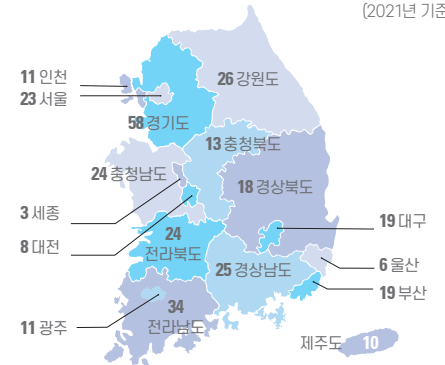 (2021년 기준
11 인천
26 강원도
23 서울
58 경기도
13 충청북도
24 충청남도
18 경상북도
3 세종
19 대구
8 대전
24
전라북도
25 경상남도
6 울산
19 부산
11 광주
34
전라남도
제주도 10